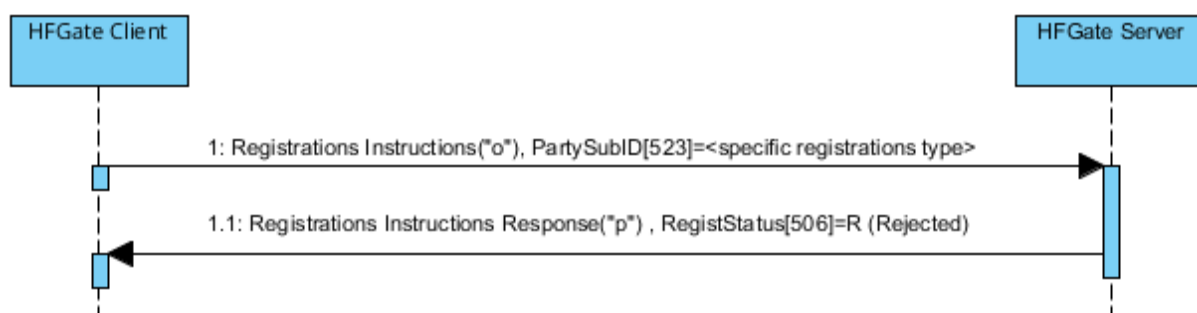 HFGate Client
HFGate Server
1: Registrations Instructions("o"), PartySubID[523]=<specific registrations type>
1.1: Registrations Instructions Response("p") , RegistStatus[506]=R (Rejected)